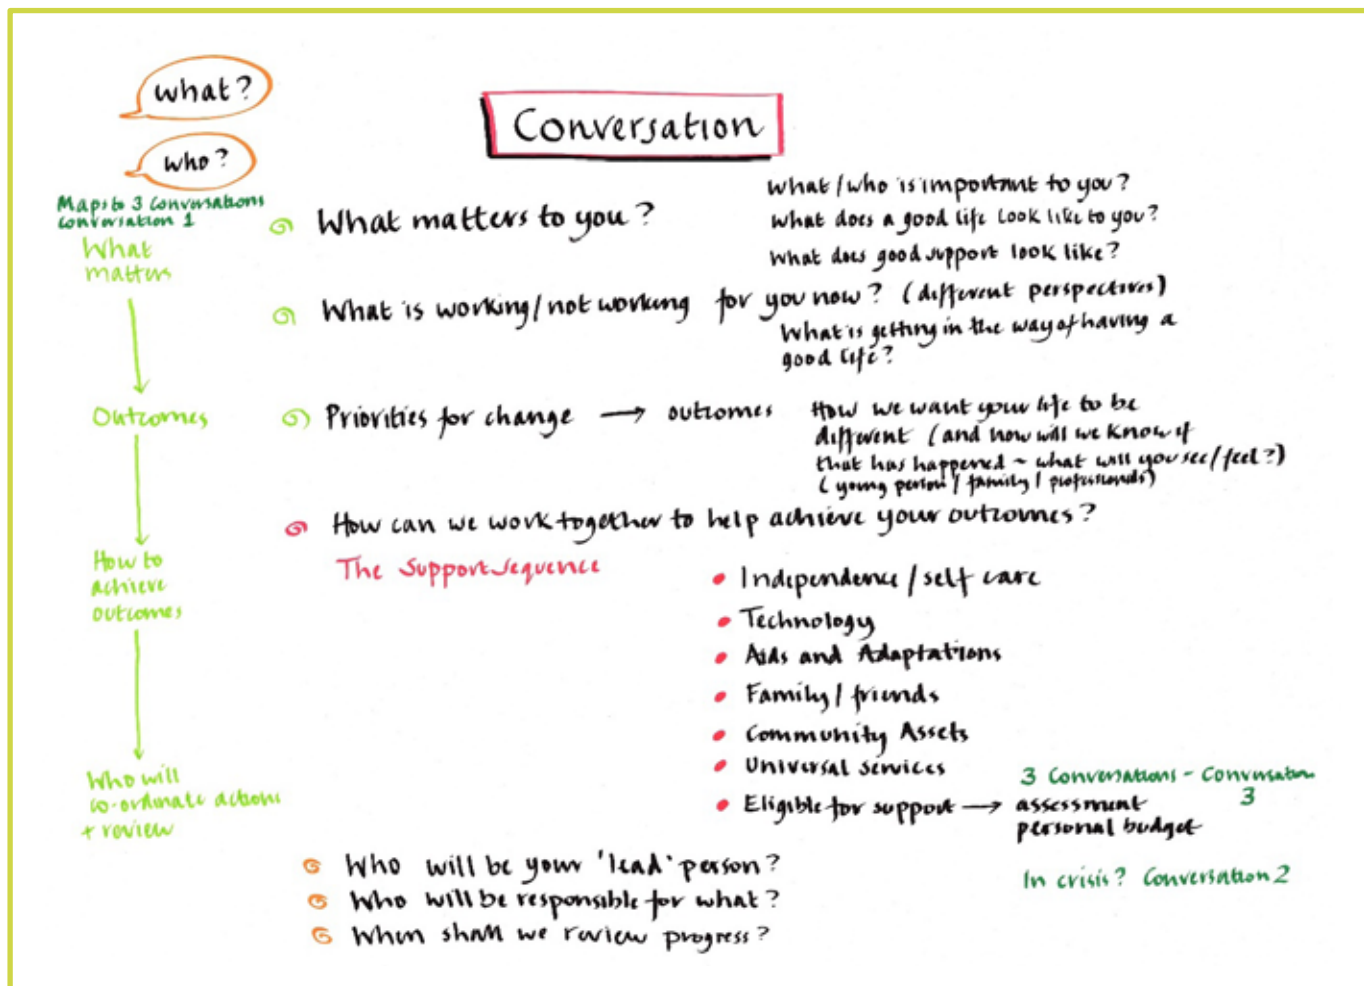 what?
Conversation
who?
Maps to 3 Conversations
Conversation 1
What
matters
What matters to you?
What/who is important to you?
What does a good life look like to you?
What does good support look like?
What is working/not working for you now? (different perspectives)
What is getting in the way of having a
good life?
Outcomes
Priorities for change → outcomes
How we want your life to be
different (and how will we know if
that has happened - what will you see/feel?)
(young person/family/professionals)
How can we work together to help achieve your outcomes?
How to
achieve
outcomes
The Support Sequence
Independence/self care
Technology
Aids and Adaptations
Family/friends
Community Assets
Universal services
Eligible for support → assessment
personal budget
3 Conversations - Conversation
3
Who will
co-ordinate actions
+ review
In crisis? Conversation 2
Who will be your 'lead' person?
Who will be responsible for what?
When shall we review progress?